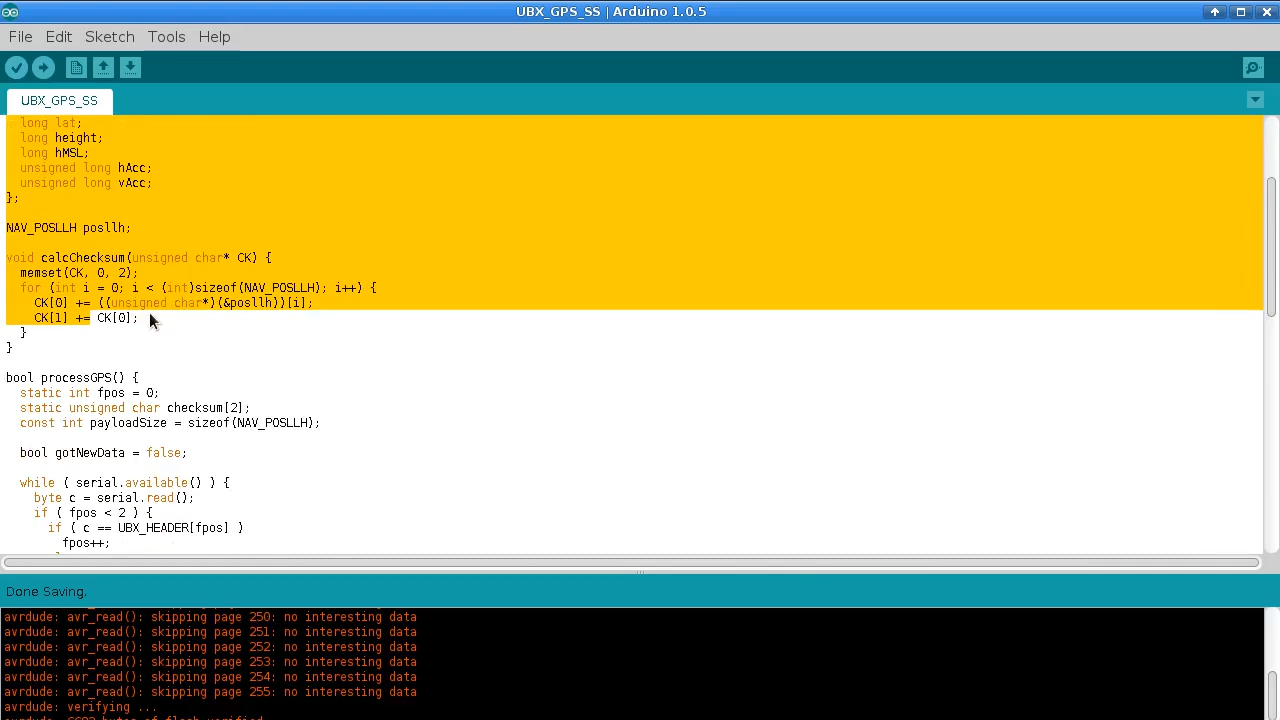 UBX_GPS_SS | Arduino 1.0.5
File Edit Sketch Tools Help
UBX_GPS_SS
long lat;
long height;
long hMSL;
unsigned long hAcc;
unsigned long vAcc;
};
NAV_POSLLH posllh;
void calcChecksum(unsigned char* CK) {
memset(CK, 0, 2);
for (int i = 0; i < (int)sizeof(NAV_POSLLH); i++) {
CK[0] += ((unsigned char*)(&posllh))[i];
CK[1] += CK[0];
}
}
bool processGPS() {
static int fpos = 0;
static unsigned char checksum[2];
const int payloadSize = sizeof(NAV_POSLLH);
bool gotNewData = false;
while ( serial.available() ) {
byte c = serial.read();
if ( fpos < 2 ) {
if ( c == UBX_HEADER[fpos] )
fpos++;
Done Saving.
avrdude: avr_read(): skipping page 250: no interesting data
avrdude: avr_read(): skipping page 251: no interesting data
avrdude: avr_read(): skipping page 252: no interesting data
avrdude: avr_read(): skipping page 253: no interesting data
avrdude: avr_read(): skipping page 254: no interesting data
avrdude: avr_read(): skipping page 255: no interesting data
avrdude: verifying ...